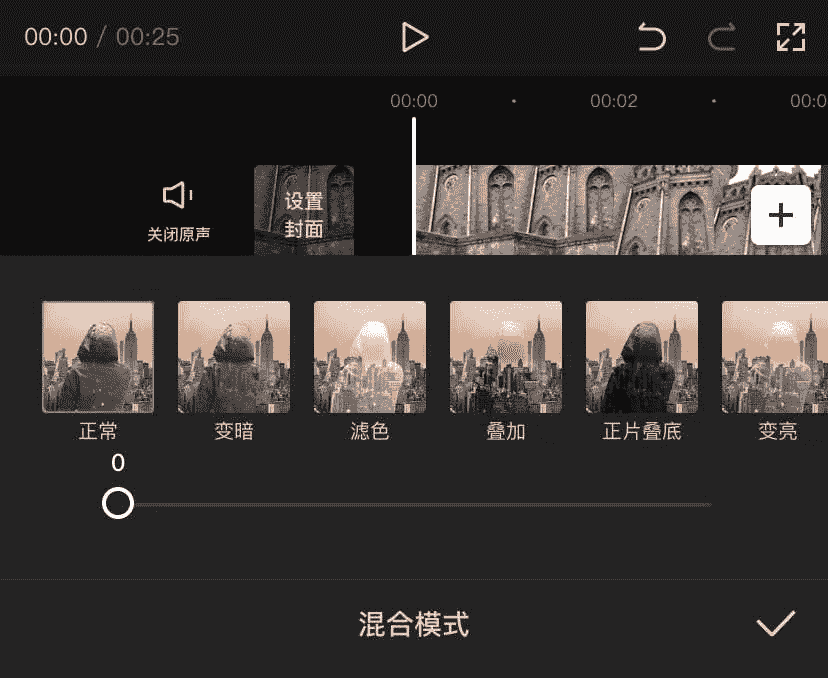 00:00 / 00:25
00:00
00:02
00:0
关闭原声
设置
封面
正常
变暗
滤色
叠加
正片叠底
变亮
0
混合模式